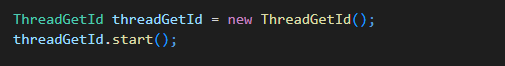 ThreadGetId threadGetId = new ThreadGetId();
threadGetId.start();